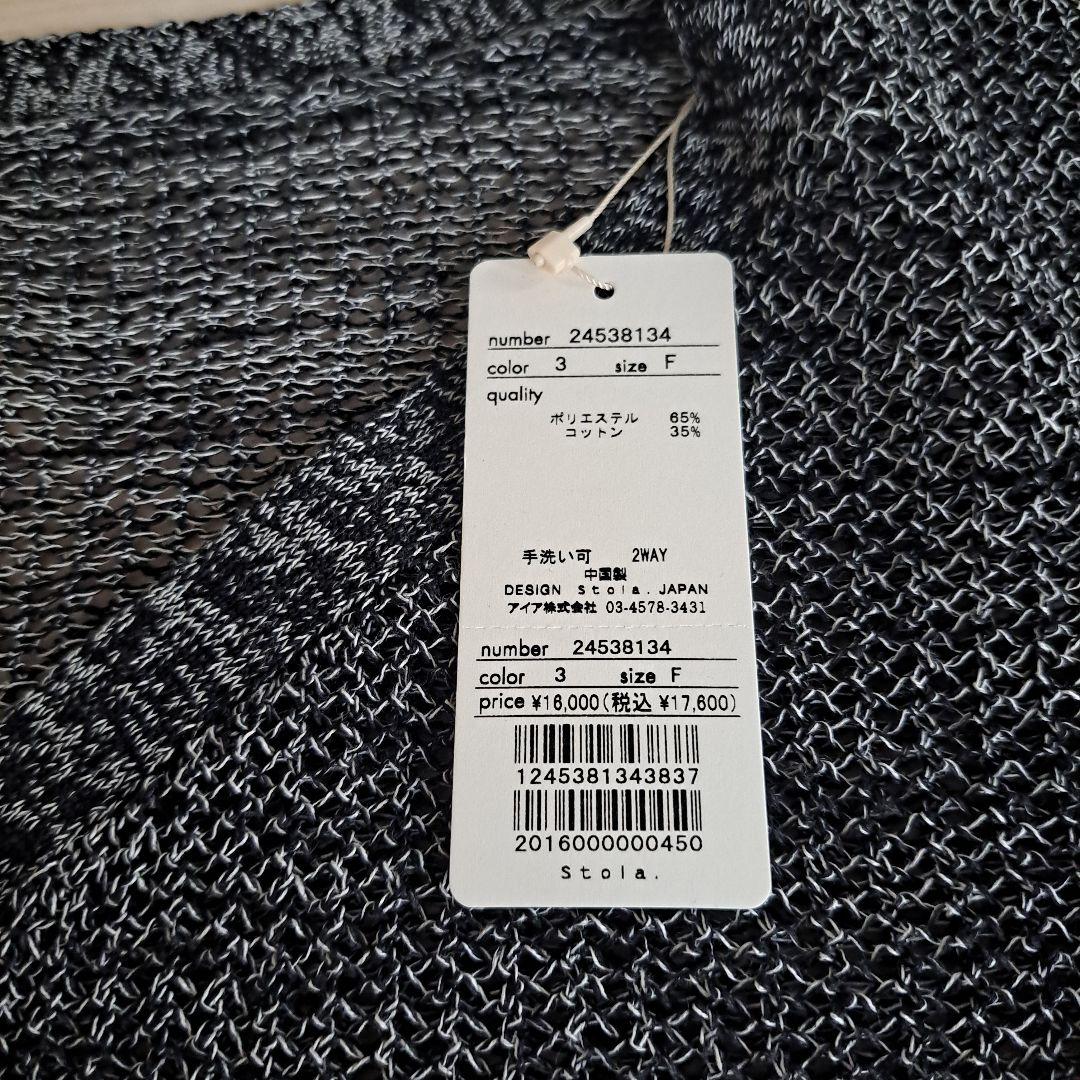 number 24538134
color 3 size F
quality
ポリエステル 65%
コットン 35%
手洗い可 2WAY
中国製
DESIGN Stola. JAPAN
アイア株式会社 03-4578-3431
number 24538134
color 3 size F
price ¥16,000(税込 ¥17,600)
1245381343837
2016000000450
Stola.